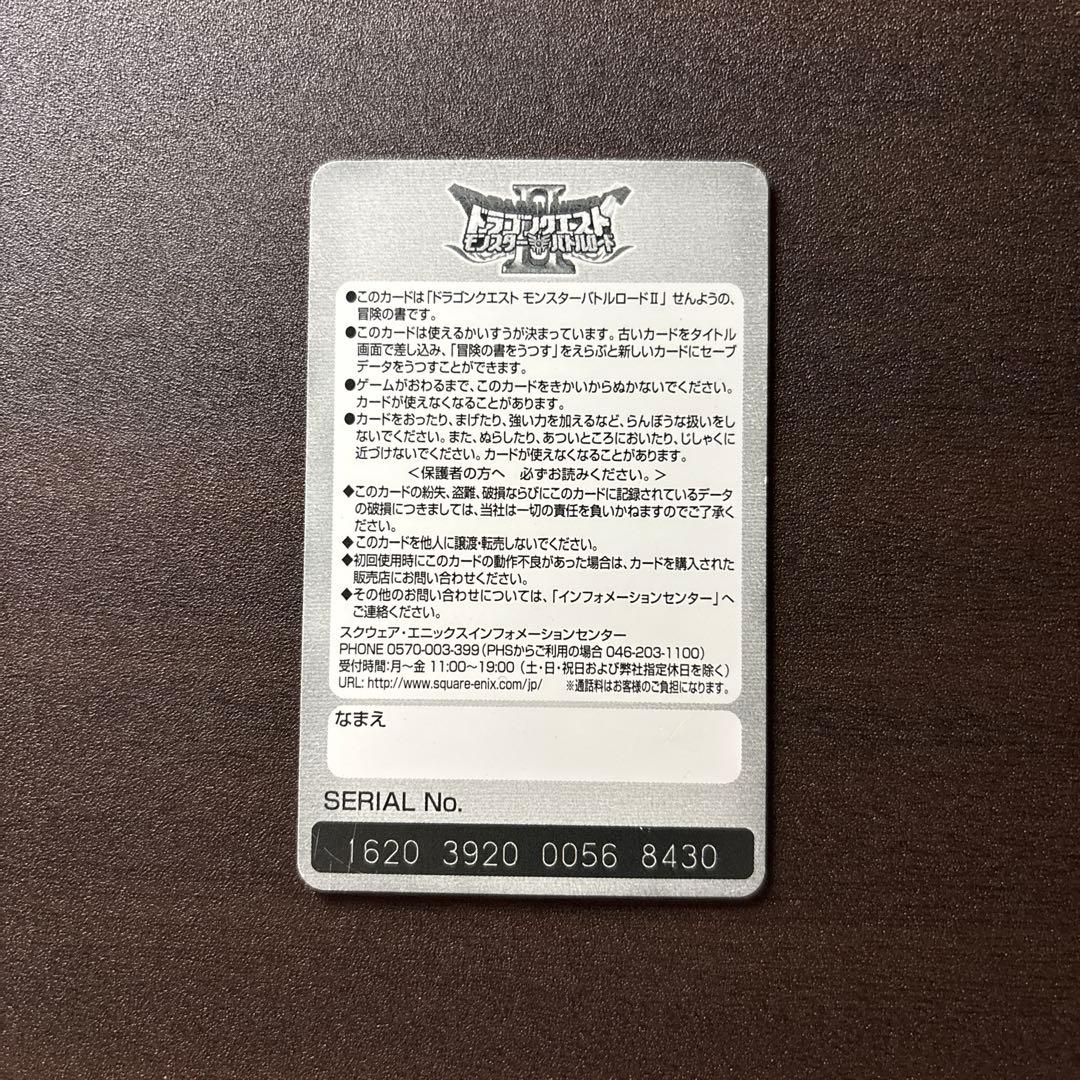 ドラゴンクエスト
II
モンスターバトルロード
●このカードは「ドラゴンクエスト モンスターバトルロードⅡ」せんようの、
冒険の書です。
●このカードは使えるかいすうが決まっています。古いカードをタイトル
画面で差し込み、「冒険の書をうつす」をえらぶと新しいカードにセーブ
データをうつすことができます。
●ゲームがおわるまで、このカードをきかいからぬかないでください。
カードが使えなくなることがあります。
●カードをおったり、まげたり、強い力を加えるなど、らんぼうな扱いをし
ないでください。また、ぬらしたり、あついところにおいたり、じしゃくに
近づけないでください。カードが使えなくなることがあります。
＜保護者の方へ　必ずお読みください。＞
◆このカードの紛失、盗難、破損ならびにこのカードに記録されているデータ
の破損につきましては、当社は一切の責任を負いかねますのでご了承く
ださい。
◆このカードを他人に譲渡・転売しないでください。
◆初回使用時にこのカードの動作不良があった場合は、カードを購入された
販売店にお問い合わせください。
◆その他のお問い合わせについては、「インフォメーションセンター」へ
ご連絡ください。
スクウェア・エニックスインフォメーションセンター
PHONE 0570-003-399（PHSからご利用の場合 046-203-1100）
受付時間：月～金 11:00～19:00（土・日・祝日および弊社指定休日を除く）
URL: http://www.square-enix.com/jp/　※通話料はお客様のご負担になります。
なまえ
SERIAL No.
1620 3920 0056 8430